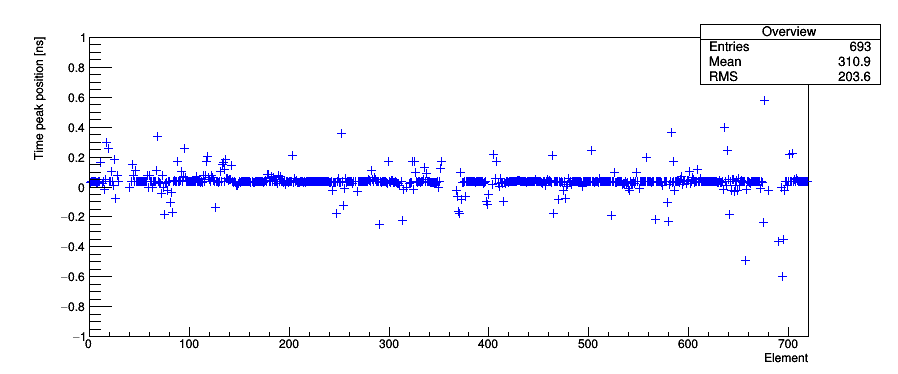 Overview
Entries 693
Mean 310.9
RMS 203.6
Time peak position [ns]
1
0.8
0.6
0.4
0.2
0
−0.2
−0.4
−0.6
−0.8
−1
0 100 200 300 400 500 600 700
Element